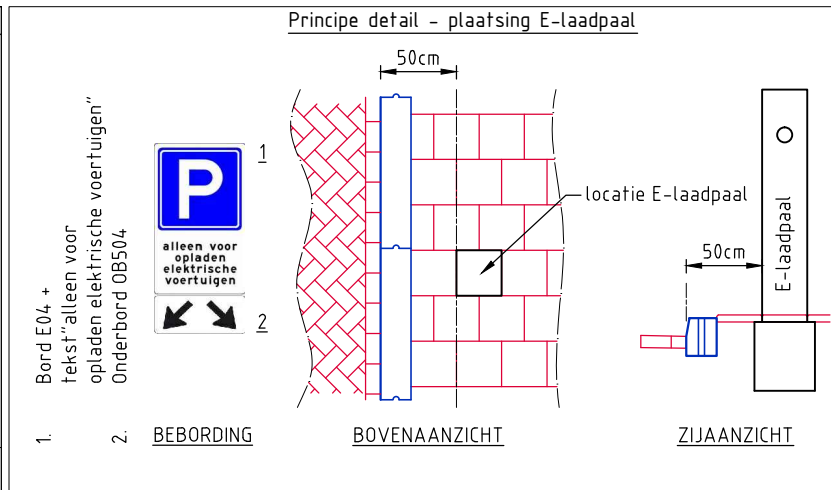 Principe detail - plaatsing E-laadpaal
1. Bord E04 +
tekst"alleen voor
opladen elektrische voertuigen"
2. Onderbord OB504
P
alleen voor
opladen
elektrische
voertuigen
1
2
BEBORDING
50cm
locatie E-laadpaal
BOVENAANZICHT
50cm
E-laadpaal
ZIJAANZICHT